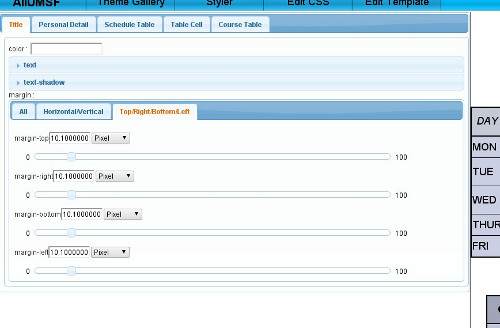 AIIUMSF Theme Gallery Styler Edit CSS Edit Template
Title Personal Detail Schedule Table Table Cell Course Table
color :
text
text-shadow
margin :
All Horizontal/Vertical Top/Right/Bottom/Left
margin-top 10.1000000 Pixel
0 100
margin-right 10.1000000 Pixel
0 100
margin-bottom 10.1000000 Pixel
0 100
margin-left 10.1000000 Pixel
0 100
DAY
MON
TUE
WED
THUR
FRI